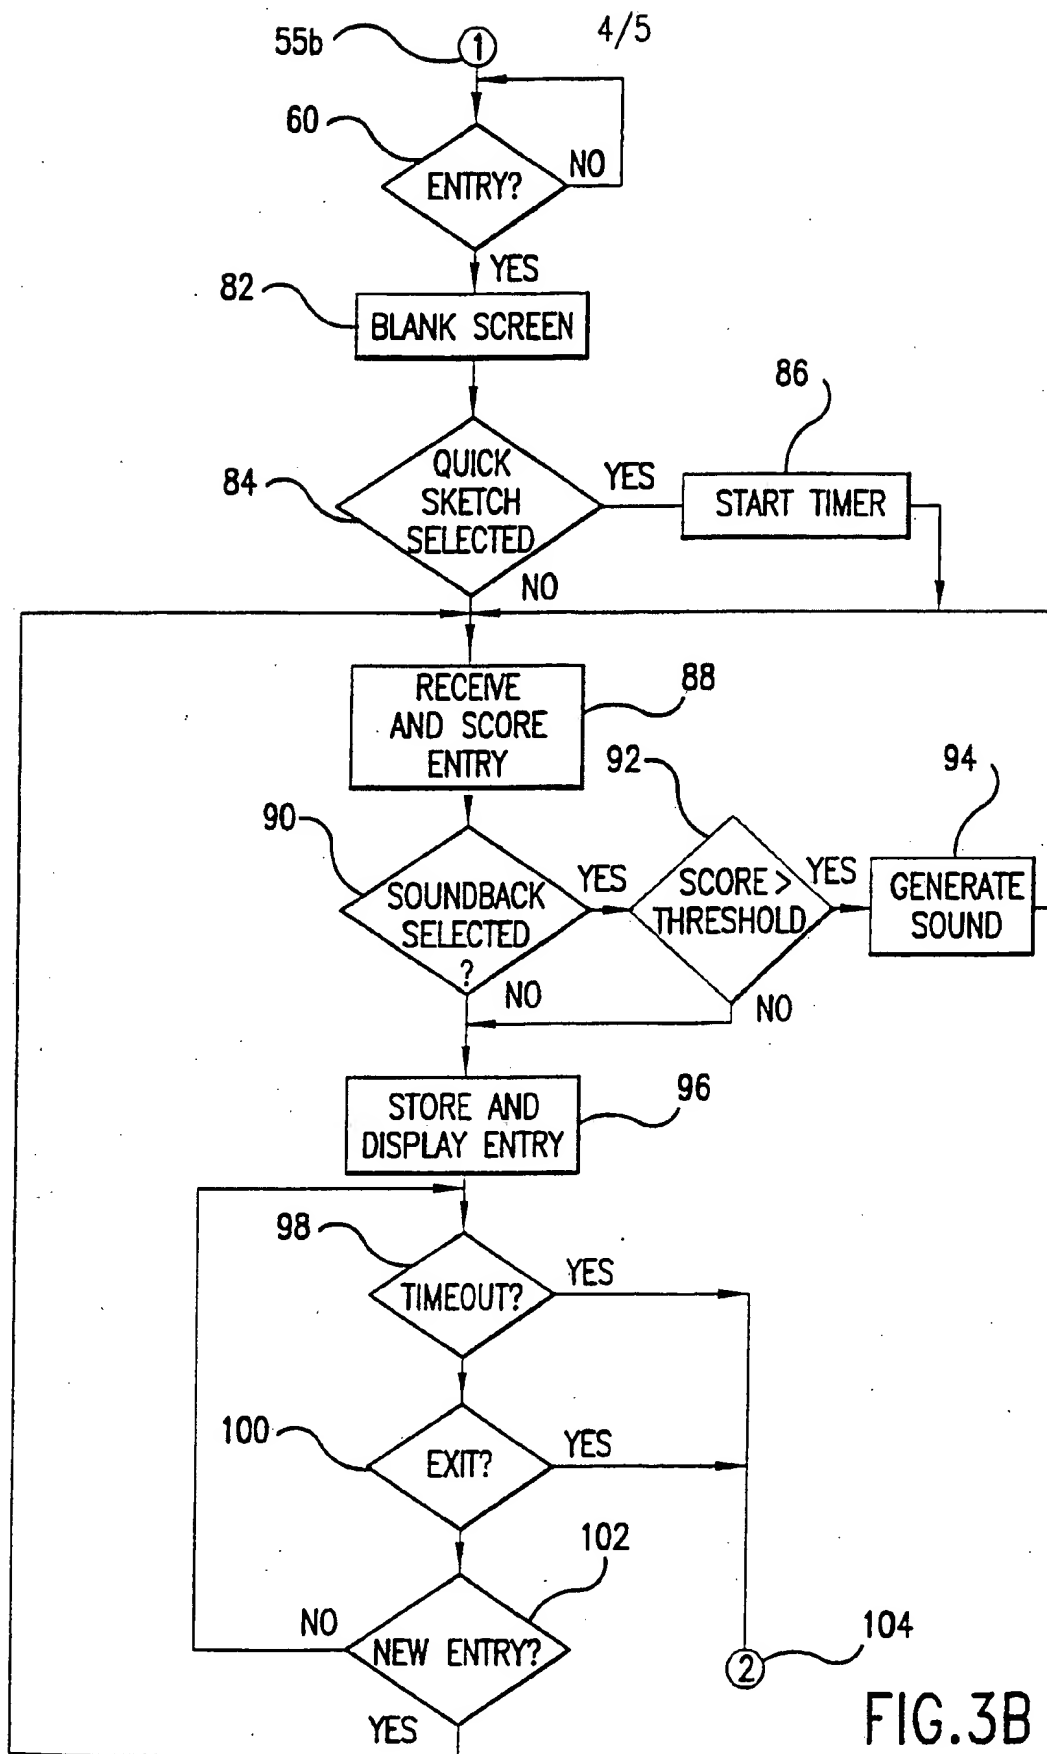 55b
1
4/5
60
ENTRY?
NO
YES
82
BLANK SCREEN
86
84
QUICK
SKETCH
SELECTED
YES
START TIMER
NO
88
RECEIVE
AND SCORE
ENTRY
92
94
90
SOUNDBACK
SELECTED
?
YES
SCORE >
THRESHOLD
YES
GENERATE
SOUND
NO
NO
96
STORE AND
DISPLAY ENTRY
98
TIMEOUT?
YES
100
EXIT?
YES
102
NO
NEW ENTRY?
104
2
YES
FIG.3B